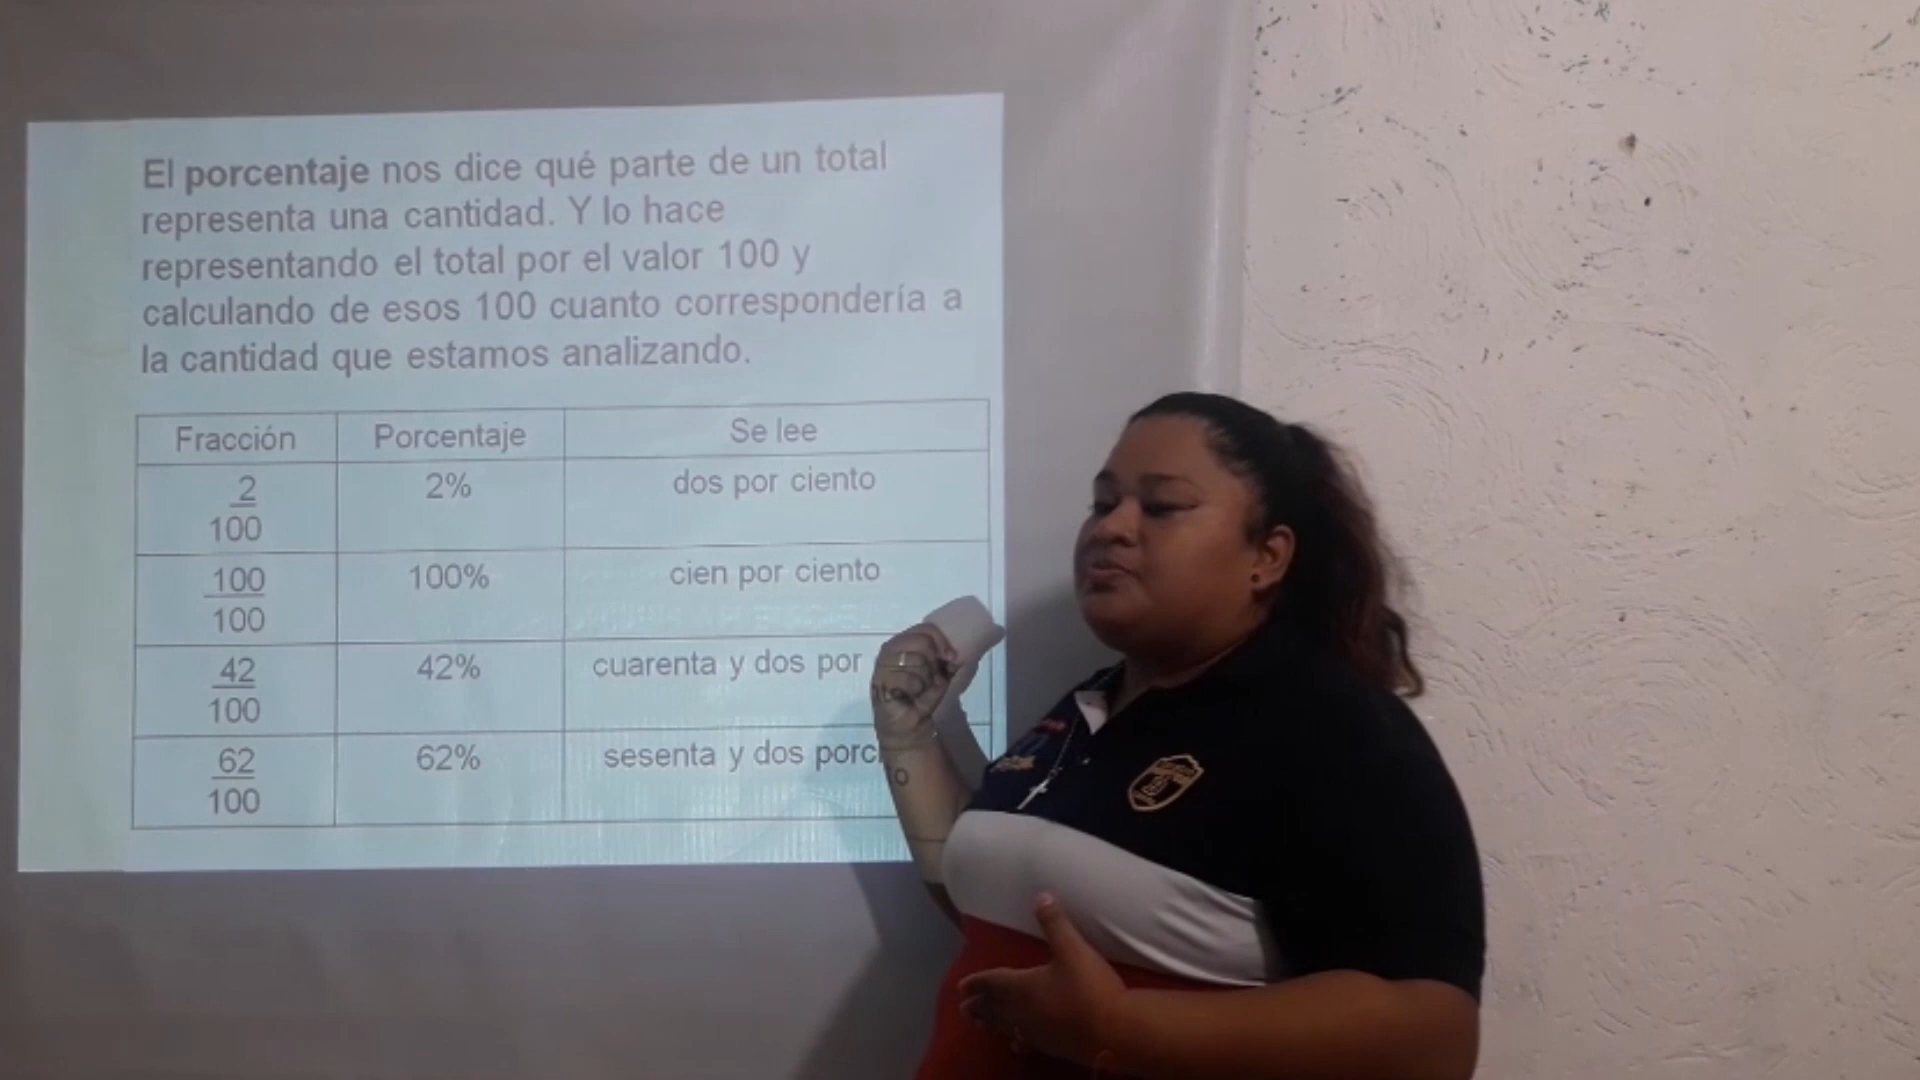 El porcentaje nos dice qué parte de un total
representa una cantidad. Y lo hace
representando el total por el valor 100 y
calculando de esos 100 cuanto correspondería a
la cantidad que estamos analizando.
Fracción Porcentaje Se lee
2
100
2% dos por ciento
100
100
100% cien por ciento
42
100
42% cuarenta y dos por
62
100
62% sesenta y dos